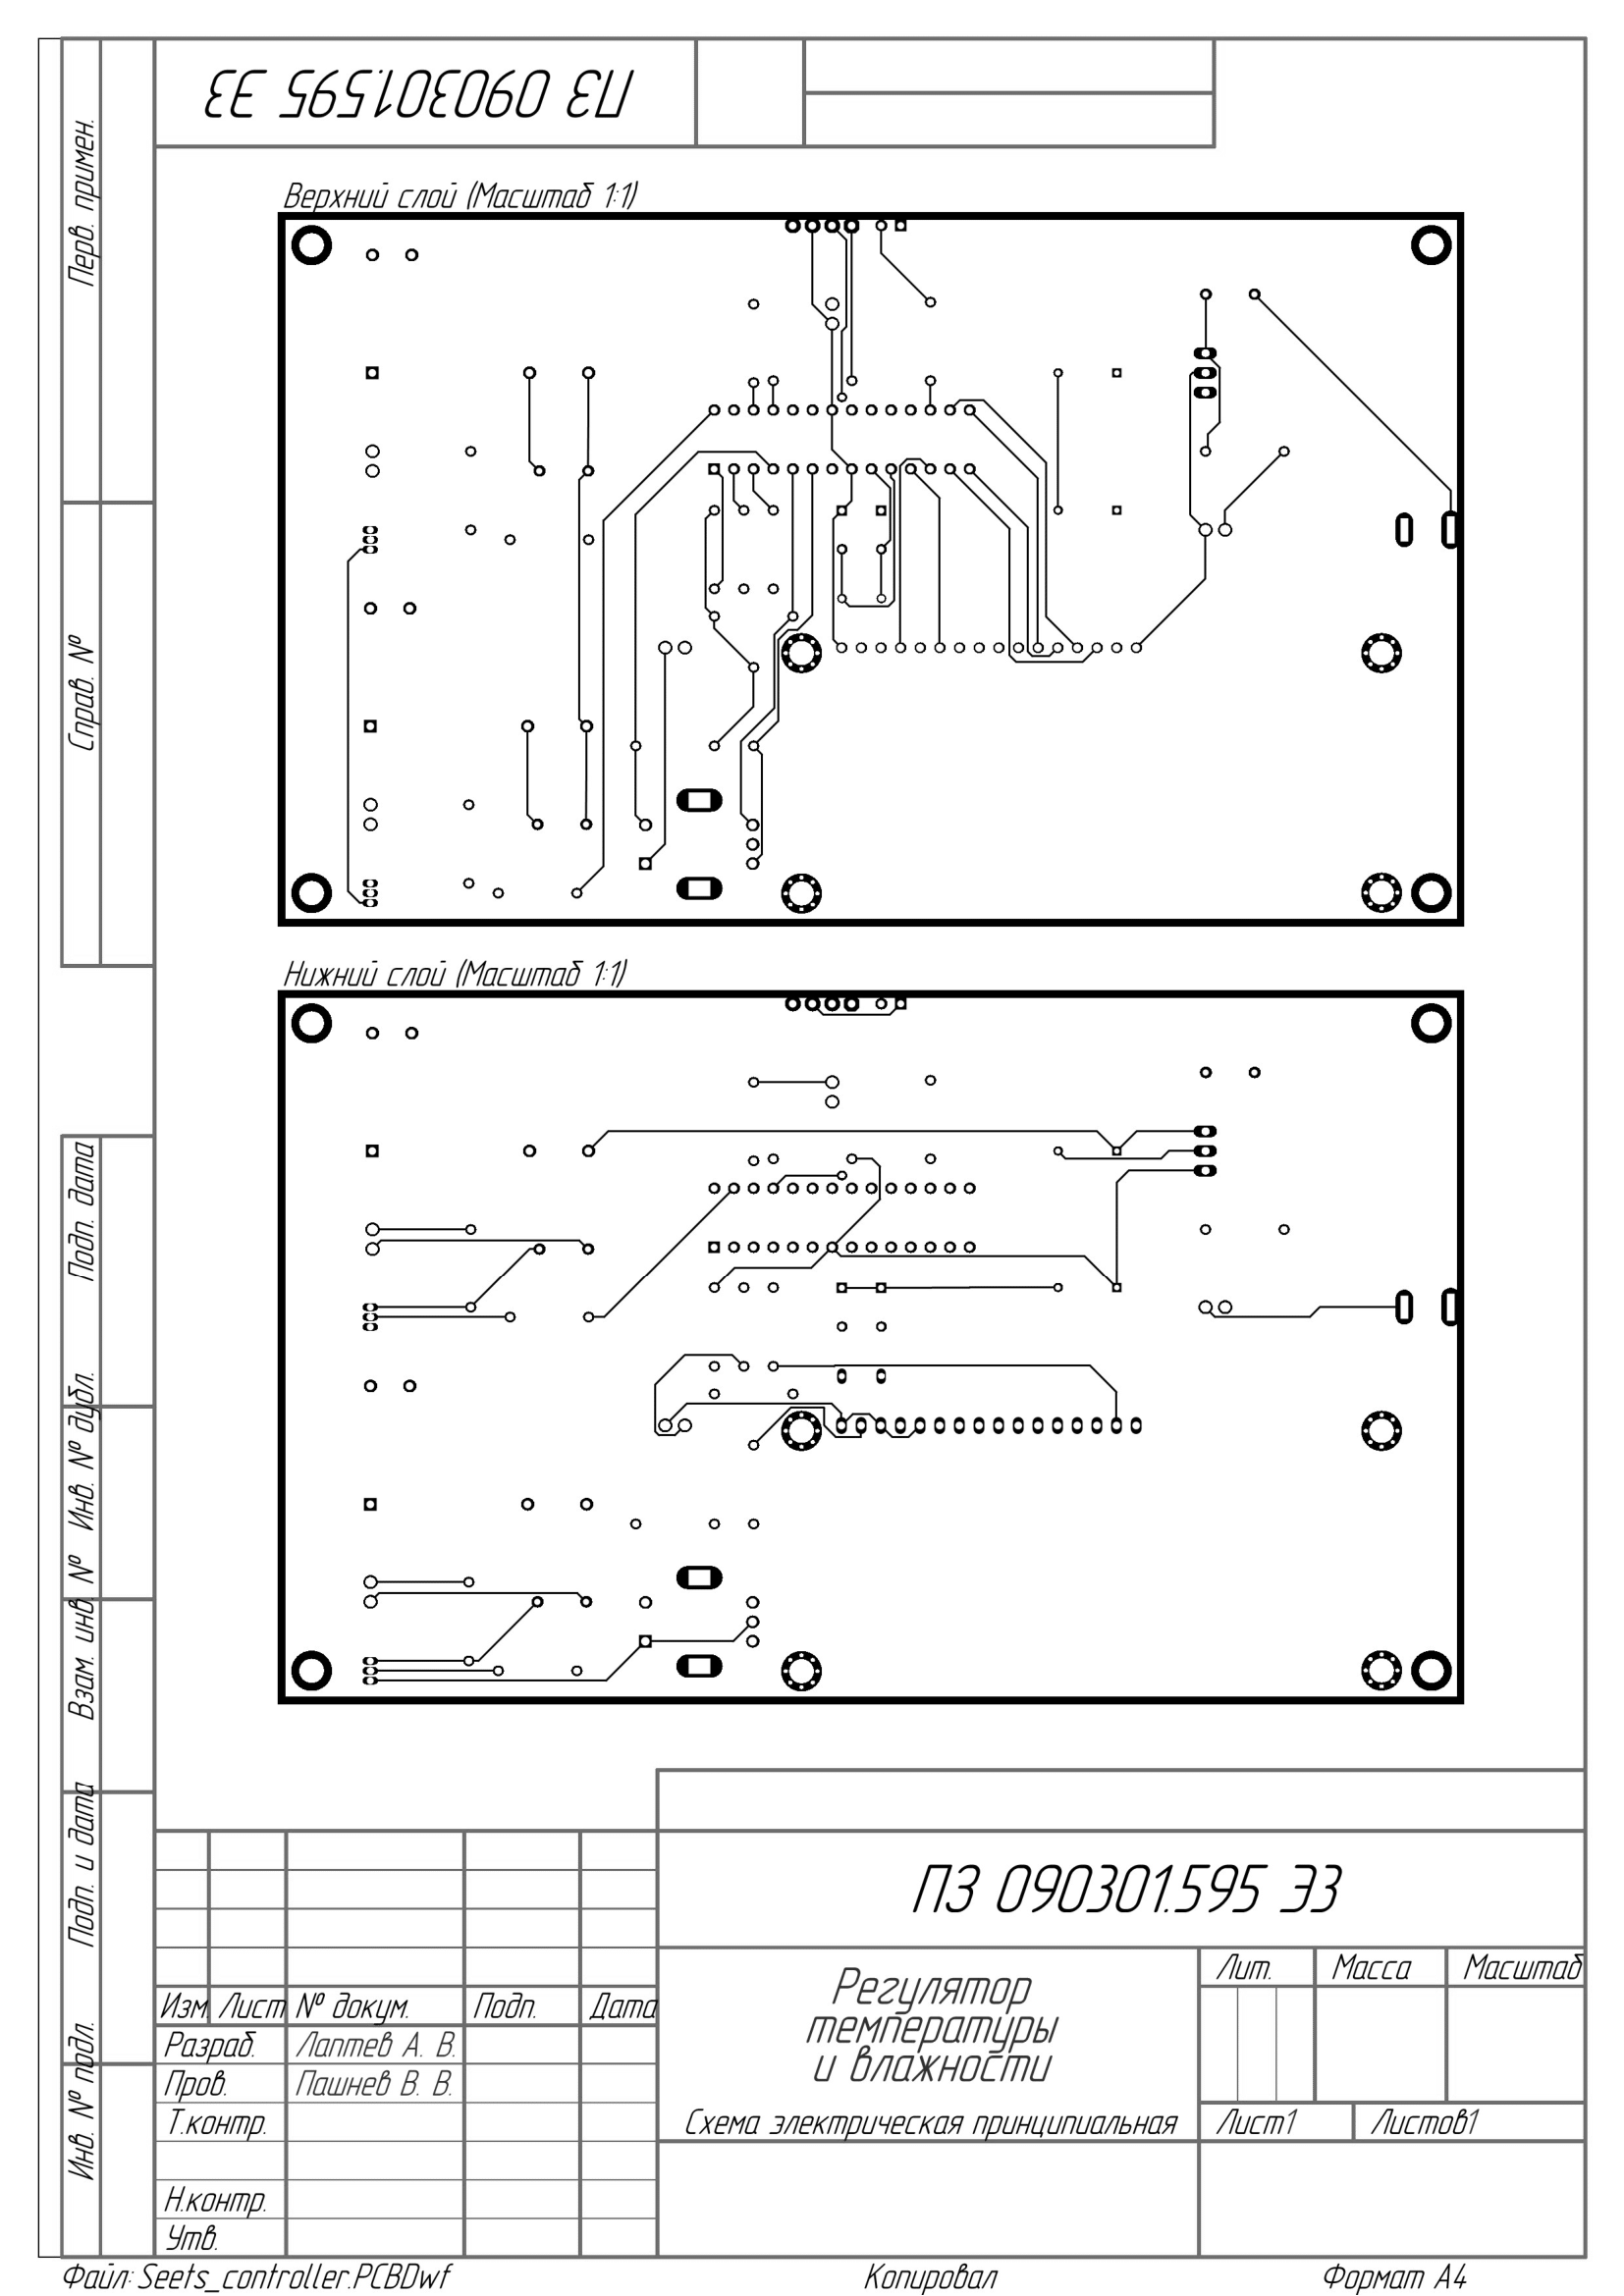 ПЗ 090301.595 ЭЗ
Перв. примен.
Справ. №
Подп. дата
Инв. № дубл.
Взам. инв. №
Подп. и дата
Инв. № подл.
Верхний слой (Масштаб 1:1)
Нижний слой (Масштаб 1:1)
ПЗ 090301.595 ЭЗ
Лит. Масса Масштаб
Регулятор
температуры
и влажности
Изм Лист № докум. Подп. Дата
Разраб. Лаптев А. В.
Пров. Пашнев В. В.
Т.контр.
Схема электрическая принципиальная
Лист1 Листов1
Н.контр.
Утв.
Файл: Seets_controller.PCBDwf Копировал Формат А4